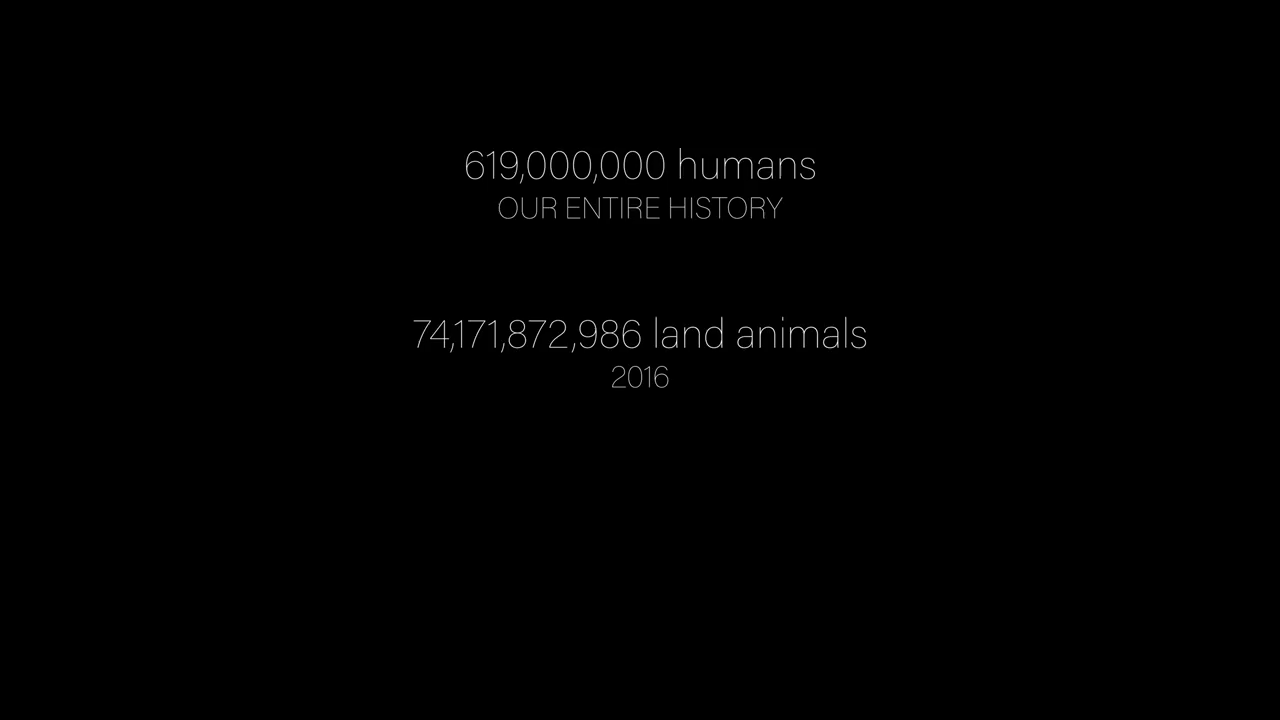 619,000,000 humans
OUR ENTIRE HISTORY
74,171,872,986 land animals
2016